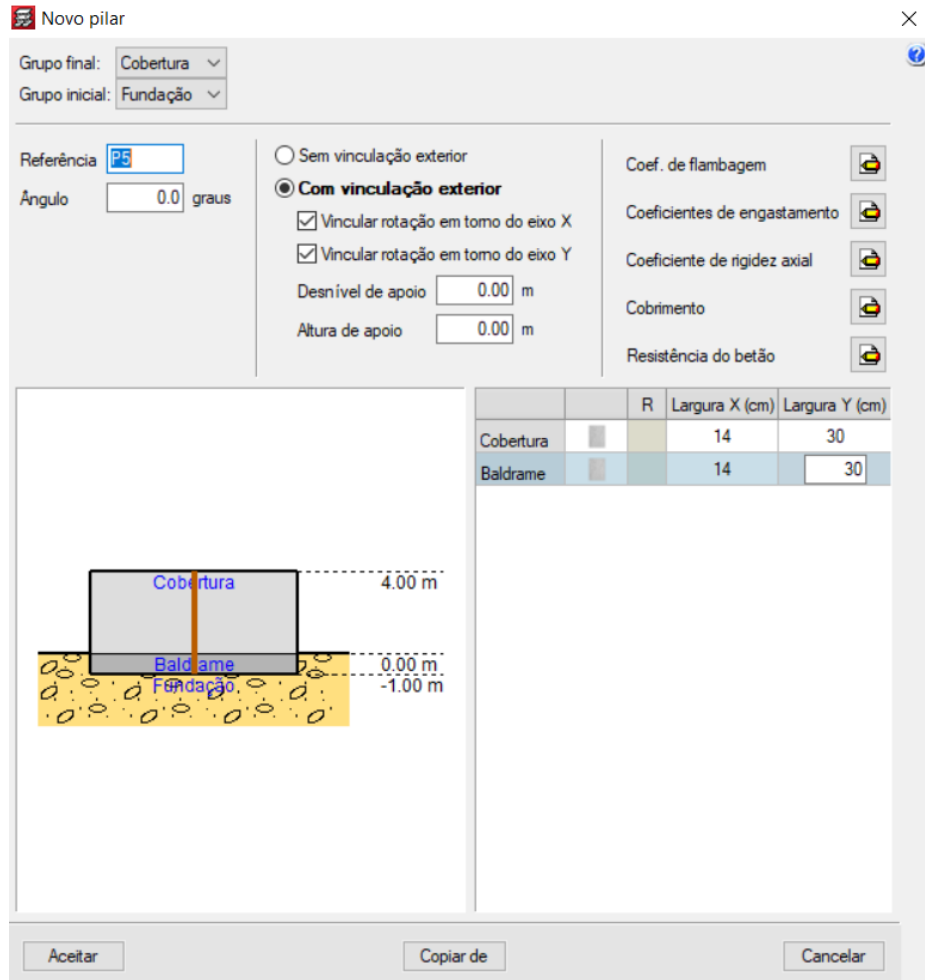 Novo pilar
Grupo final: Cobertura
Grupo inicial: Fundação
Referência P5
Ângulo 0.0 graus
Sem vinculação exterior
Com vinculação exterior
Vincular rotação em torno do eixo X
Vincular rotação em torno do eixo Y
Desnível de apoio 0.00 m
Altura de apoio 0.00 m
Coef. de flambagem
Coeficientes de engastamento
Coeficiente de rigidez axial
Cobrimento
Resistência do betão
R Largura X (cm) Largura Y (cm)
Cobertura 14 30
Baldrame 14 30
Cobertura 4.00 m
Baldrame 0.00 m
Fundação -1.00 m
Aceitar Copiar de Cancelar